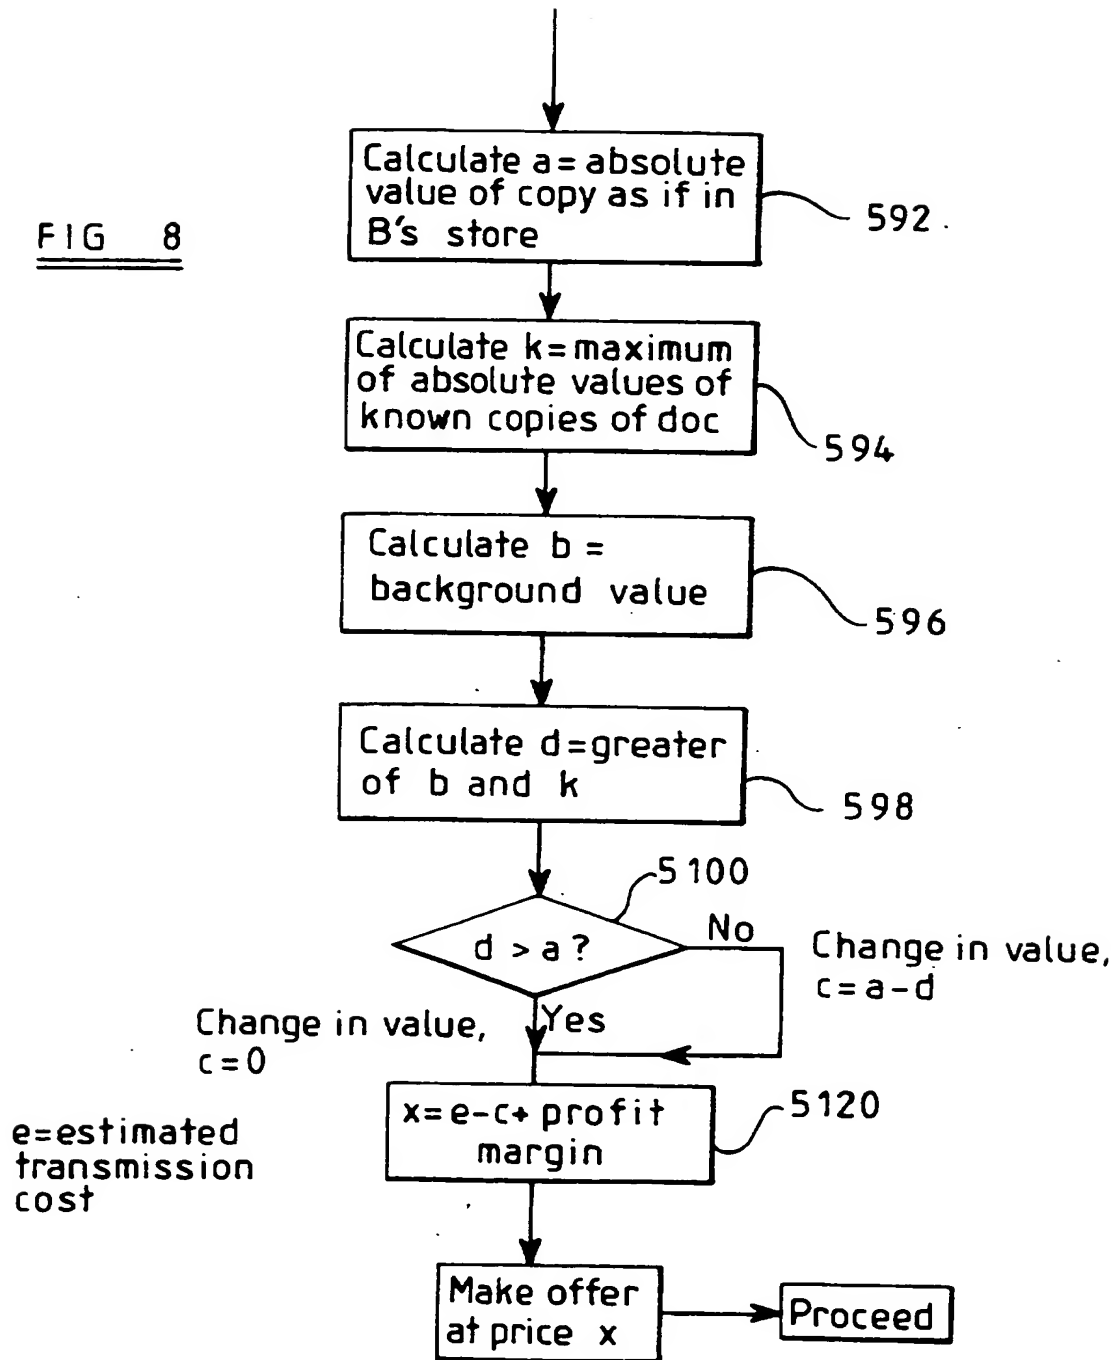 FIG 8
Calculate a=absolute
value of copy as if in
B's store
592
Calculate k=maximum
of absolute values of
known copies of doc
594
Calculate b =
background value
596
Calculate d=greater
of b and k
598
5100
d > a ?
No
Change in value,
c=a-d
Yes
Change in value,
c=0
x=e-c+ profit
margin
5120
e=estimated
transmission
cost
Make offer
at price x
Proceed